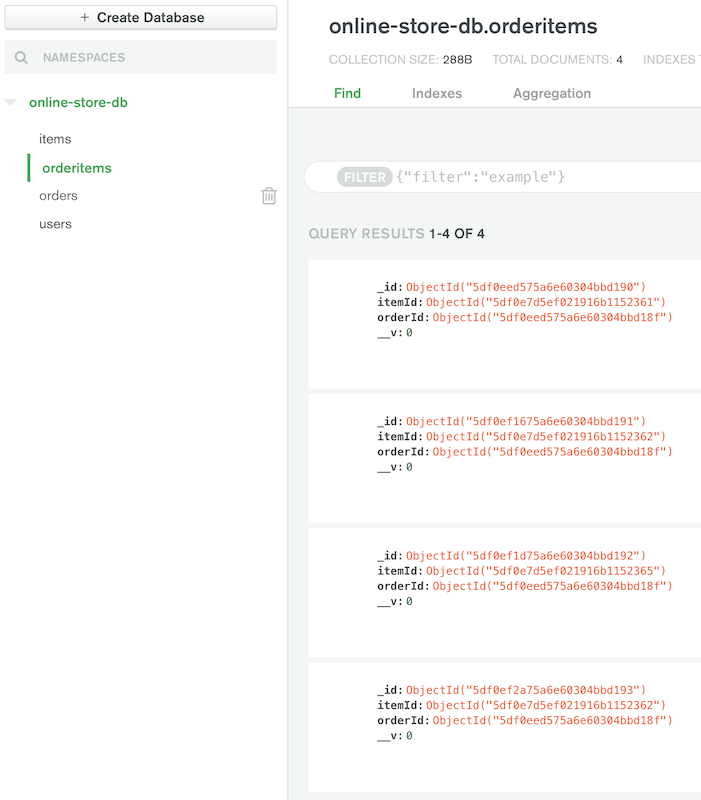 + Create Database
NAMESPACES
online-store-db
items
orderitems
orders
users
online-store-db.orderitems
COLLECTION SIZE: 288B TOTAL DOCUMENTS: 4 INDEXES T
Find Indexes Aggregation
FILTER {"filter":"example"}
QUERY RESULTS 1-4 OF 4
_id: ObjectId("5df0eed575a6e60304bbd190")
itemId: ObjectId("5df0e7d5ef021916b1152361")
orderId: ObjectId("5df0eed575a6e60304bbd18f")
__v: 0
_id: ObjectId("5df0ef1675a6e60304bbd191")
itemId: ObjectId("5df0e7d5ef021916b1152362")
orderId: ObjectId("5df0eed575a6e60304bbd18f")
__v: 0
_id: ObjectId("5df0ef1d75a6e60304bbd192")
itemId: ObjectId("5df0e7d5ef021916b1152365")
orderId: ObjectId("5df0eed575a6e60304bbd18f")
__v: 0
_id: ObjectId("5df0ef2a75a6e60304bbd193")
itemId: ObjectId("5df0e7d5ef021916b1152362")
orderId: ObjectId("5df0eed575a6e60304bbd18f")
__v: 0